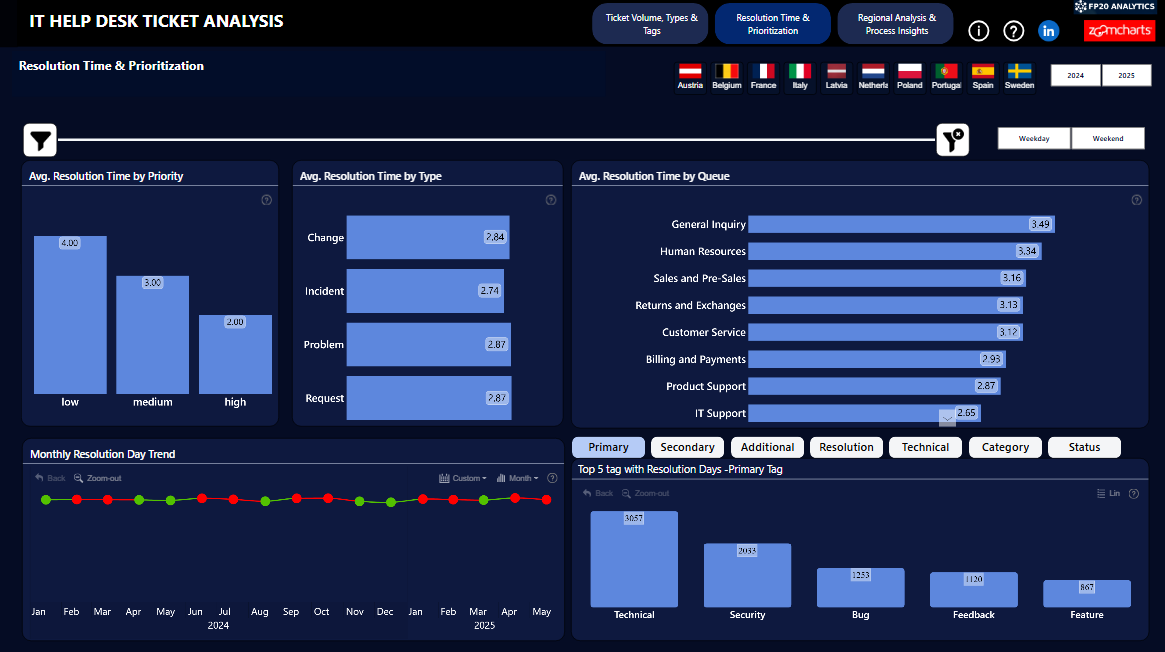 IT HELP DESK TICKET ANALYSIS
Ticket Volume, Types &
Tags
Resolution Time &
Prioritization
Regional Analysis &
Process Insights
i
?
in
FP20 ANALYTICS
zoomcharts
Resolution Time & Prioritization
Austria
Belgium
France
Italy
Latvia
Netherla
Poland
Portugal
Spain
Sweden
2024
2025
Weekday
Weekend
Avg. Resolution Time by Priority
?
4.00
3.00
2.00
low
medium
high
Avg. Resolution Time by Type
?
Change 2.84
Incident 2.74
Problem 2.87
Request 2.87
Avg. Resolution Time by Queue
?
General Inquiry 3.49
Human Resources 3.34
Sales and Pre-Sales 3.16
Returns and Exchanges 3.13
Customer Service 3.12
Billing and Payments 2.93
Product Support 2.87
IT Support 2.65
Monthly Resolution Day Trend
Back Zoom-out Custom Month ?
Jan Feb Mar Apr May Jun Jul Aug Sep Oct Nov Dec Jan Feb Mar Apr May
2024 2025
Primary
Secondary
Additional
Resolution
Technical
Category
Status
Top 5 tag with Resolution Days -Primary Tag
Back Zoom-out Lin ?
3057
2033
1253
1120
867
Technical
Security
Bug
Feedback
Feature